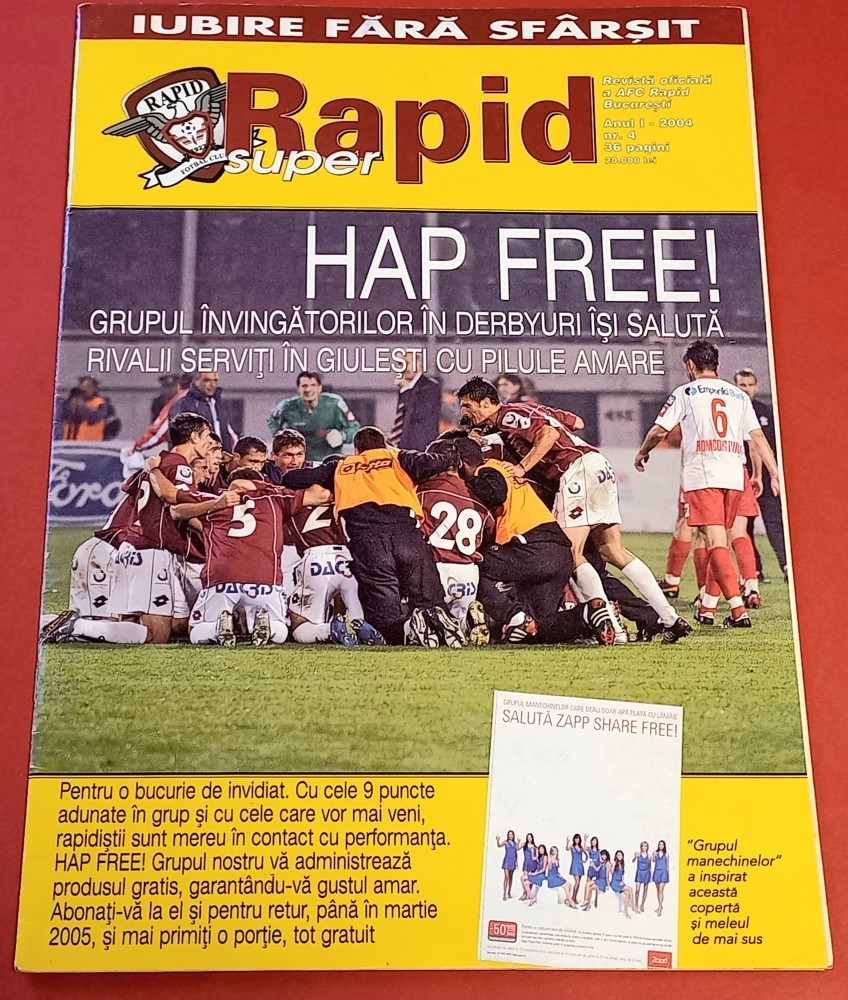 IUBIRE FĂRĂ SFÂRȘIT
RAPID
1923
FOTBAL CLU
super Rapid
Revistă oficială
a AFC Rapid
București
Anul I - 2004
nr. 4
36 pagini
20.000 lei
HAP FREE!
GRUPUL ÎNVINGĂTORILOR ÎN DERBYURI ÎȘI SALUTĂ
RIVALII SERVIȚI ÎN GIULEȘTI CU PILULE AMARE
6
Ford
5
2
28
DAC
Pentru o bucurie de invidiat. Cu cele 9 puncte
adunate în grup și cu cele care vor mai veni,
rapidiștii sunt mereu în contact cu performanța.
HAP FREE! Grupul nostru vă administrează
produsul gratis, garantându-vă gustul amar.
Abonați-vă la el și pentru retur, până în martie
2005, și mai primiți o porție, tot gratuit
GRUPUL MANECHINELOR CARE BEAU DOAR APĂ PLATĂ CU LĂMÂIE
SALUTĂ ZAPP SHARE FREE!
-50%
Zapp
"Grupul
manechinelor"
a inspirat
această
copertă
și meleul
de mai sus